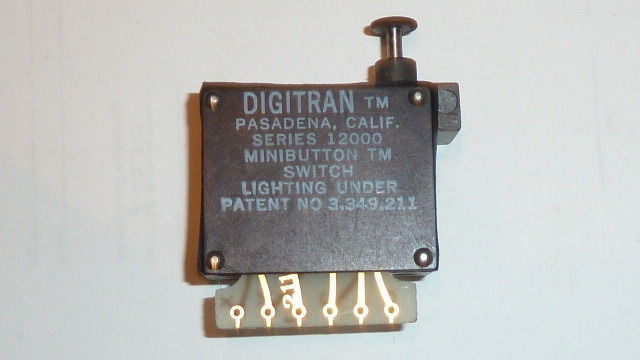 DIGITRAN TM
PASADENA, CALIF.
SERIES 12000
MINIBUTTON TM
SWITCH
LIGHTING UNDER
PATENT NO 3.349.211
211